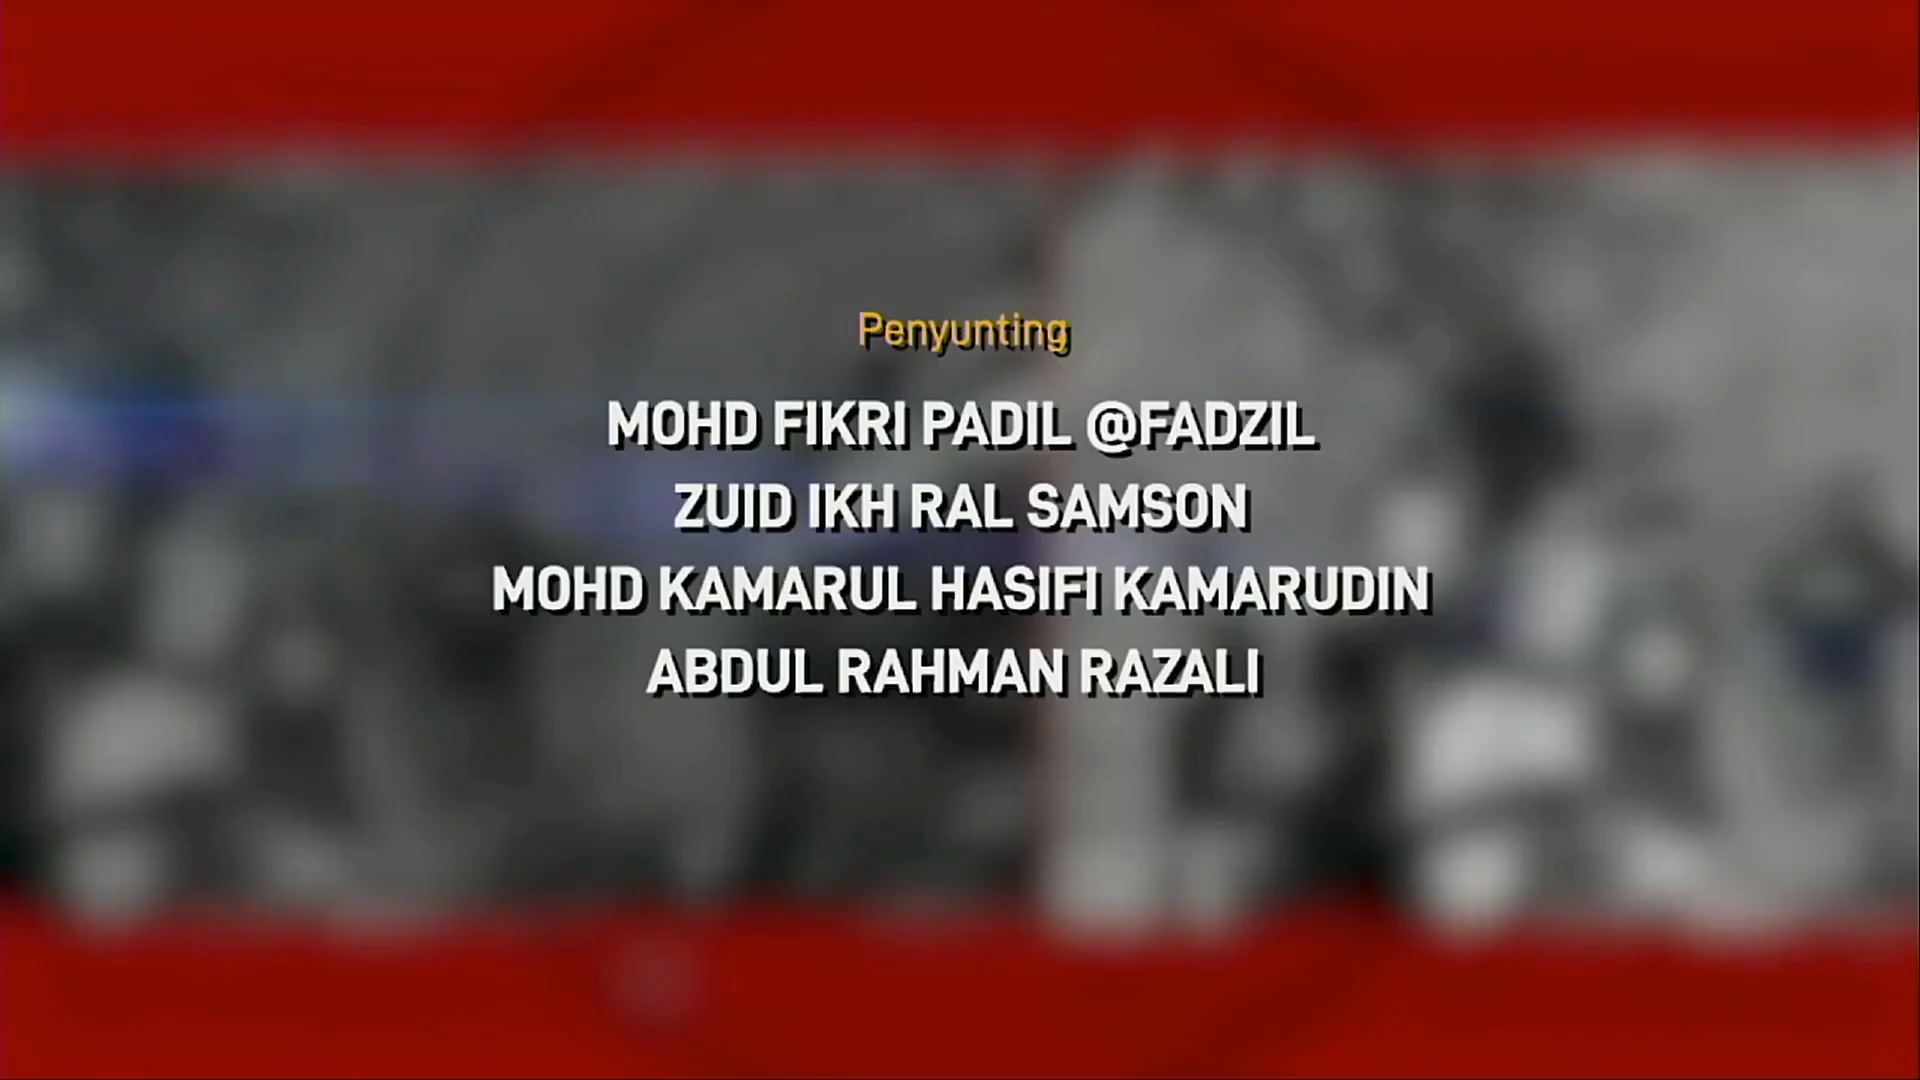 Penyunting
MOHD FIKRI PADIL @FADZIL
ZUID IKH RAL SAMSON
MOHD KAMARUL HASIFI KAMARUDIN
ABDUL RAHMAN RAZALI